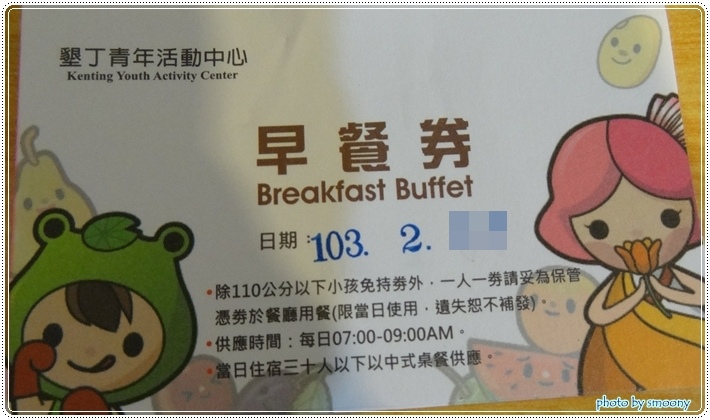 墾丁青年活動中心
Kenting Youth Activity Center
早餐券
Breakfast Buffet
日期：103. 2.
•除110公分以下小孩免持券外，一人一券請妥為保管
憑券於餐廳用餐(限當日使用，遺失恕不補發)。
•供應時間：每日07:00-09:00AM。
•當日住宿三十人以下以中式桌餐供應。
photo by smoony